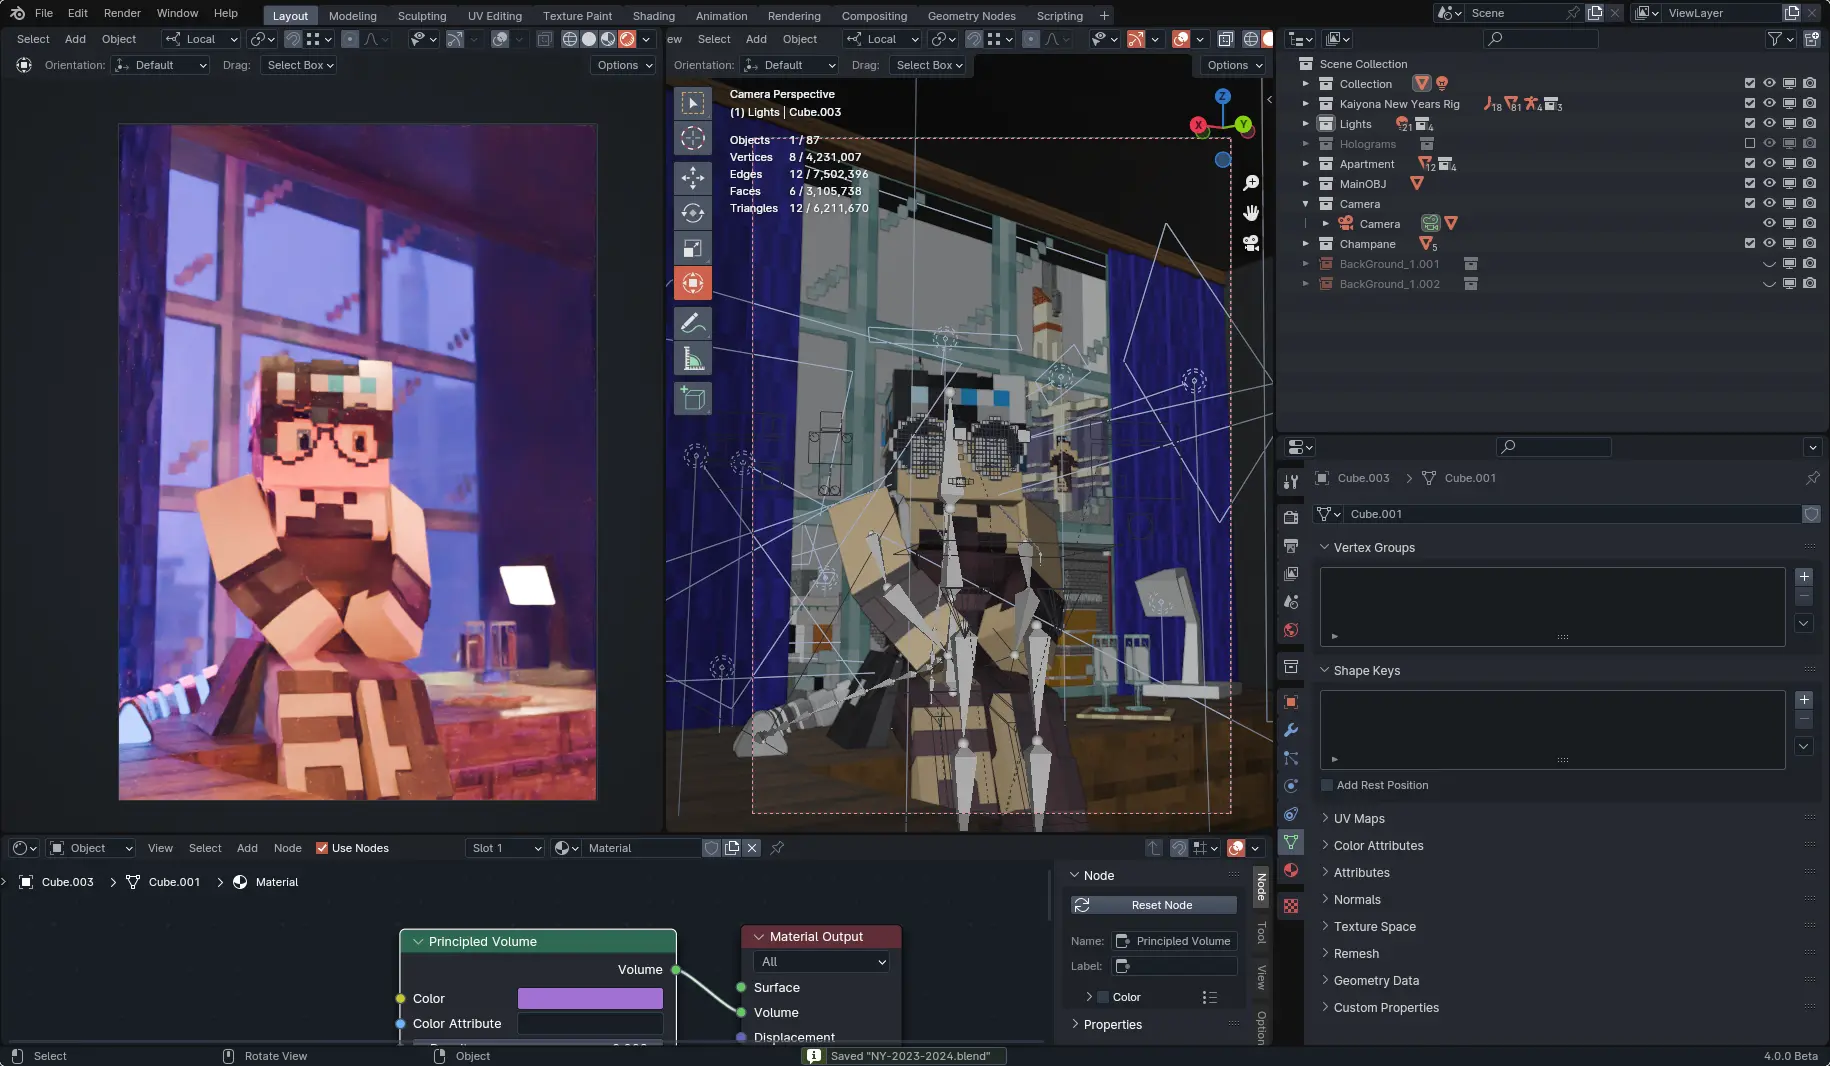 File Edit Render Window Help Layout Modeling Sculpting UV Editing Texture Paint Shading Animation Rendering Compositing Geometry Nodes Scripting + Scene ViewLayer
Select Add Object Local ew Select Add Object Local
Orientation: Default Drag: Select Box Options Orientation: Default Drag: Select Box Options
Camera Perspective
(1) Lights | Cube.003
Objects 1 / 87
Vertices 8 / 4,231,007
Edges 12 / 7,502,396
Faces 6 / 3,105,738
Triangles 12 / 6,211,670
Z
X Y
Scene Collection
Collection
Kaiyona New Years Rig 18 81 4 3
Lights 21 4
Holograms
Apartment 12 4
MainOBJ
Camera
Camera
Champane 5
BackGround_1.001
BackGround_1.002
Cube.003 Cube.001
Cube.001
Vertex Groups
Shape Keys
Add Rest Position
UV Maps
Color Attributes
Attributes
Normals
Texture Space
Remesh
Geometry Data
Custom Properties
Object View Select Add Node Use Nodes Slot 1 Material
Cube.003 Cube.001 Material
Principled Volume
Volume
Color
Color Attribute
Material Output
All
Surface
Volume
Displacement
Node
Reset Node
Name: Principled Volume
Label:
Color
Properties
Node
Tool
View
Option
Select Rotate View Object Saved "NY-2023-2024.blend" 4.0.0 Beta